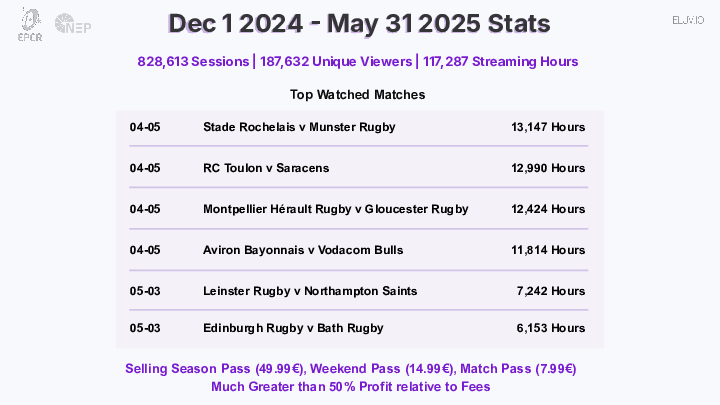 EPCR
NEP
Dec 1 2024 - May 31 2025 Stats
ELUV.IO
828,613 Sessions | 187,632 Unique Viewers | 117,287 Streaming Hours
Top Watched Matches
04-05 Stade Rochelais v Munster Rugby 13,147 Hours
04-05 RC Toulon v Saracens 12,990 Hours
04-05 Montpellier Hérault Rugby v Gloucester Rugby 12,424 Hours
04-05 Aviron Bayonnais v Vodacom Bulls 11,814 Hours
05-03 Leinster Rugby v Northampton Saints 7,242 Hours
05-03 Edinburgh Rugby v Bath Rugby 6,153 Hours
Selling Season Pass (49.99€), Weekend Pass (14.99€), Match Pass (7.99€)
Much Greater than 50% Profit relative to Fees